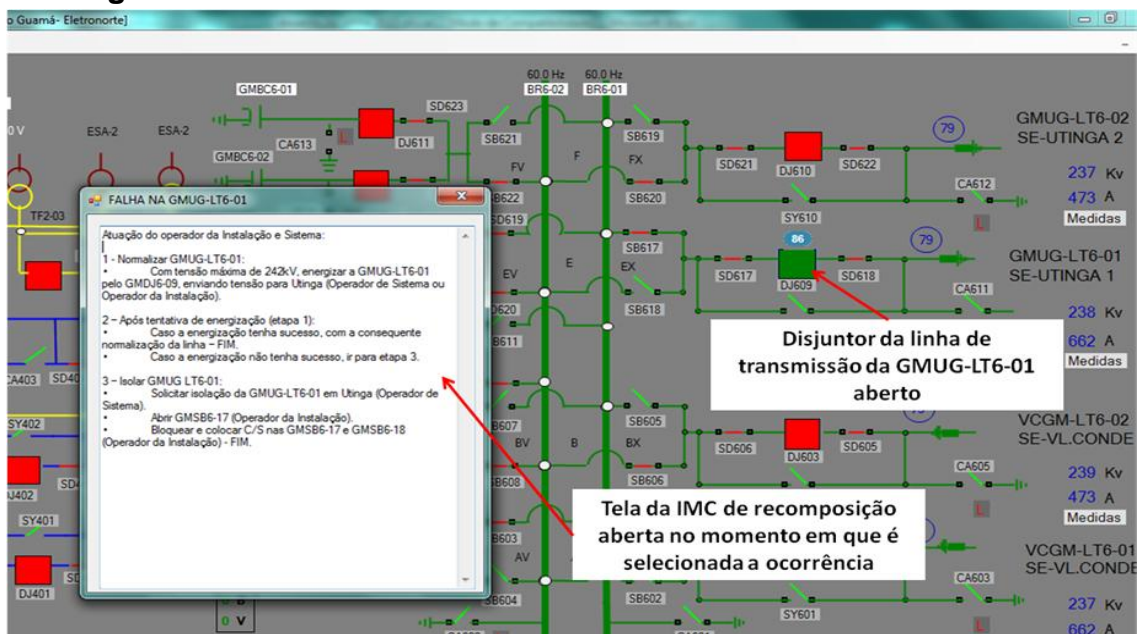 o Guamá- Eletronorte]
60.0 Hz 60.0 Hz
BR6-02 BR6-01
GMBC6-01
SD623
ESA-2 ESA-2
CA613
L
DJ611
SB621
SB619
GMBC6-02
FV
F
FX
SB620
SD621
DJ610
SD622
79
CA612
SY610
L
GMUG-LT6-02
SE-UTINGA 2
237 Kv
473 A
Medidas
TF2-03
FALHA NA GMUG-LT6-01
Atuação do operador da Instalação e Sistema:
1 - Normalizar GMUG-LT6-01:
• Com tensão máxima de 242kV, energizar a GMUG-LT6-01
pelo GMDJ6-09, enviando tensão para Utinga (Operador de Sistema ou
Operador da Instalação).
2 – Após tentativa de energização (etapa 1):
• Caso a energização tenha sucesso, com a consequente
normalização da linha – FIM.
• Caso a energização não tenha sucesso, ir para etapa 3.
3 – Isolar GMUG LT6-01:
• Solicitar isolação da GMUG-LT6-01 em Utinga (Operador de
Sistema).
• Abrir GMSB6-17 (Operador da Instalação).
• Bloquear e colocar C/S nas GMSB6-17 e GMSB6-18
(Operador da Instalação) - FIM.
SB617
EV
E
EX
SB618
86
SD617
DJ609
SD618
79
CA611
GMUG-LT6-01
SE-UTINGA 1
238 Kv
662 A
Medidas
Disjuntor da linha de
transmissão da GMUG-LT6-01
aberto
CA403
SY402
SY401
DJ401
SB605
BV
B
BX
SB606
SD606
DJ603
SD605
CA605
L
VCGM-LT6-02
SE-VL.CONDE
239 Kv
473 A
Medidas
Tela da IMC de recomposição
aberta no momento em que é
selecionada a ocorrência
AV
SB604
SB602
SY601
CA603
L
VCGM-LT6-01
SE-VL.CONDE
237 Kv
662 A
0 V